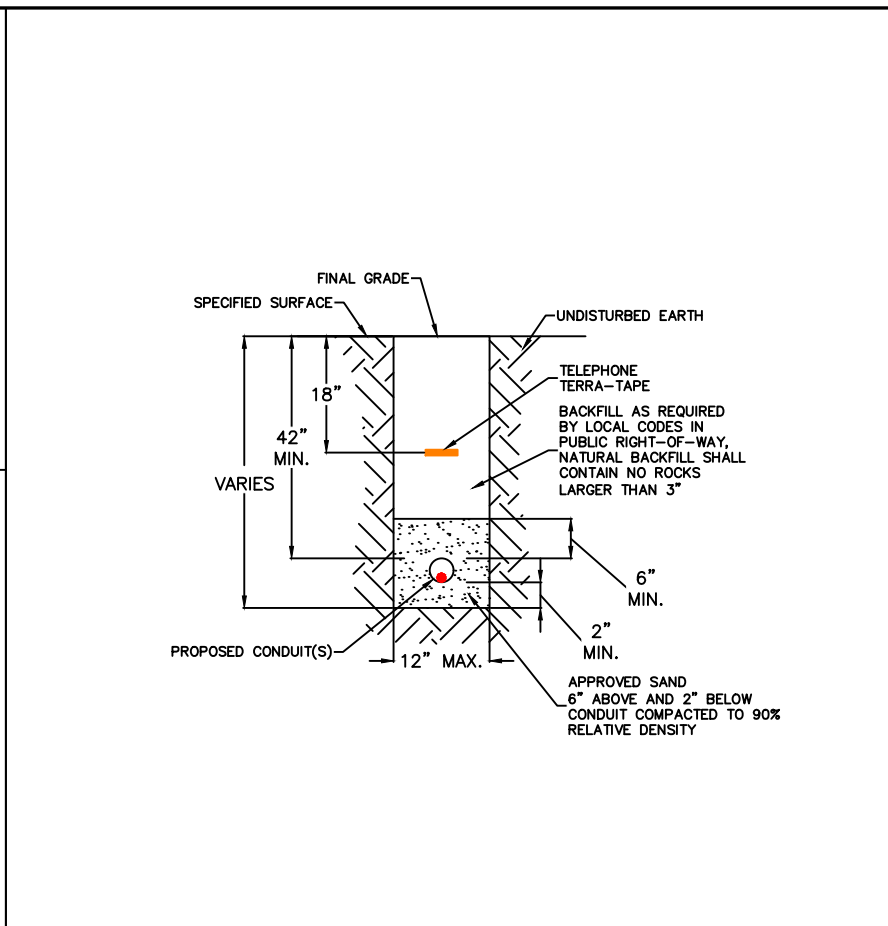 FINAL GRADE
SPECIFIED SURFACE
UNDISTURBED EARTH
TELEPHONE
TERRA-TAPE
18"
BACKFILL AS REQUIRED
BY LOCAL CODES IN
PUBLIC RIGHT-OF-WAY,
NATURAL BACKFILL SHALL
CONTAIN NO ROCKS
LARGER THAN 3"
42"
MIN.
VARIES
6"
MIN.
2"
MIN.
PROPOSED CONDUIT(S)
12" MAX.
APPROVED SAND
6" ABOVE AND 2" BELOW
CONDUIT COMPACTED TO 90%
RELATIVE DENSITY